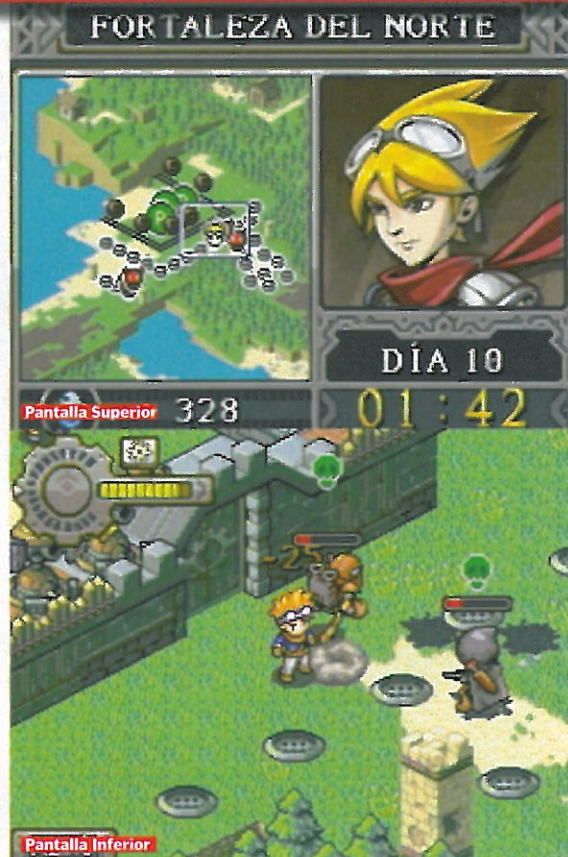 FORTALEZA DEL NORTE
P
DÍA 10
Pantalla Superior 328 01:42
-25
Pantalla Inferior